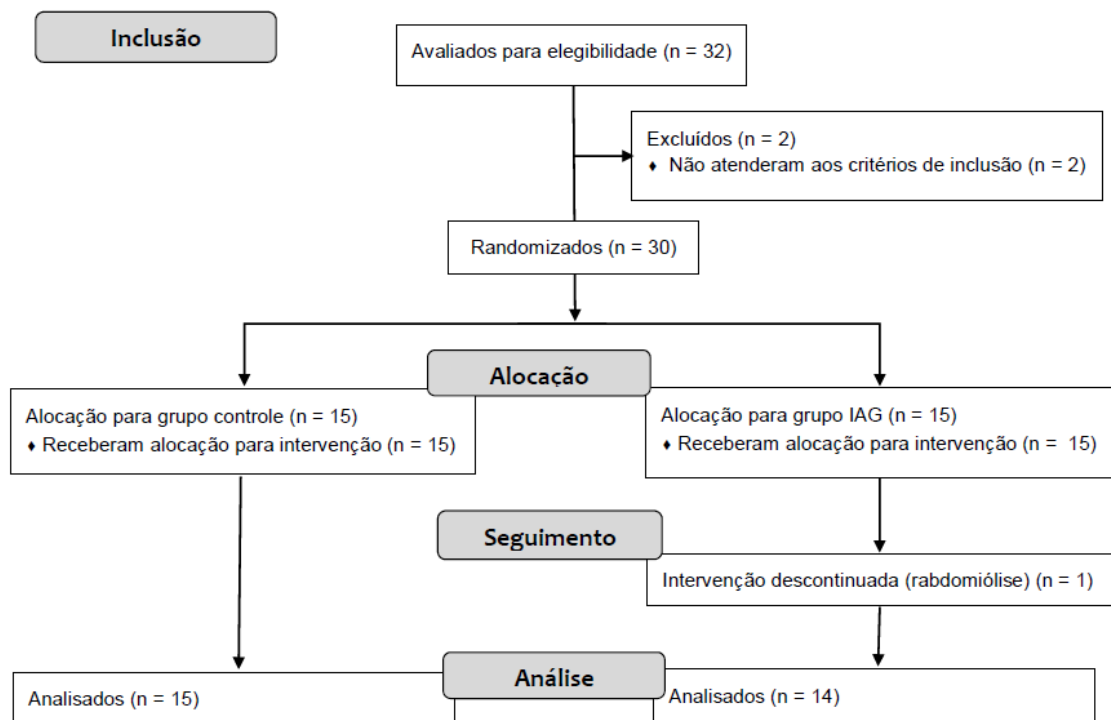 Inclusão
Avaliados para elegibilidade (n = 32)
Excluídos (n = 2)
♦ Não atenderam aos critérios de inclusão (n = 2)
Randomizados (n = 30)
Alocação
Alocação para grupo controle (n = 15)
♦ Receberam alocação para intervenção (n = 15)
Alocação para grupo IAG (n = 15)
♦ Receberam alocação para intervenção (n = 15)
Seguimento
Intervenção descontinuada (rabdomiólise) (n = 1)
Análise
Analisados (n = 15)
Analisados (n = 14)